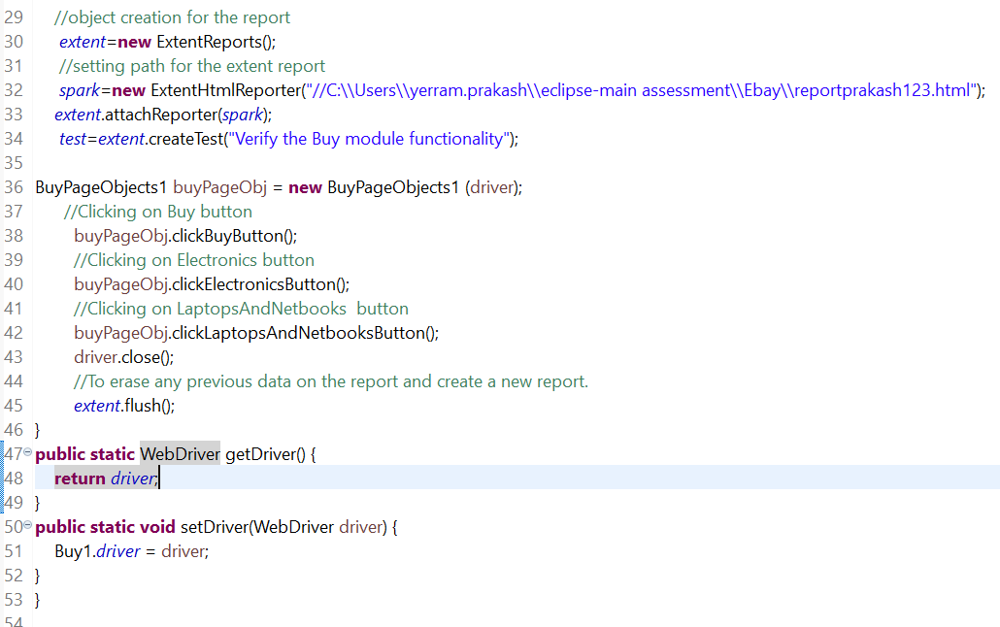 29 //object creation for the report
30 extent=new ExtentReports();
31 //setting path for the extent report
32 spark=new ExtentHtmlReporter("//C:\\Users\\yerram.prakash\\eclipse-main assessment\\Ebay\\reportprakash123.html");
33 extent.attachReporter(spark);
34 test=extent.createTest("Verify the Buy module functionality");
35
36 BuyPageObjects1 buyPageObj = new BuyPageObjects1 (driver);
37 //Clicking on Buy button
38 buyPageObj.clickBuyButton();
39 //Clicking on Electronics button
40 buyPageObj.clickElectronicsButton();
41 //Clicking on LaptopsAndNetbooks  button
42 buyPageObj.clickLaptopsAndNetbooksButton();
43 driver.close();
44 //To erase any previous data on the report and create a new report.
45 extent.flush();
46 }
47 public static WebDriver getDriver() {
48 return driver;
49 }
50 public static void setDriver(WebDriver driver) {
51 Buy1.driver = driver;
52 }
53 }
54